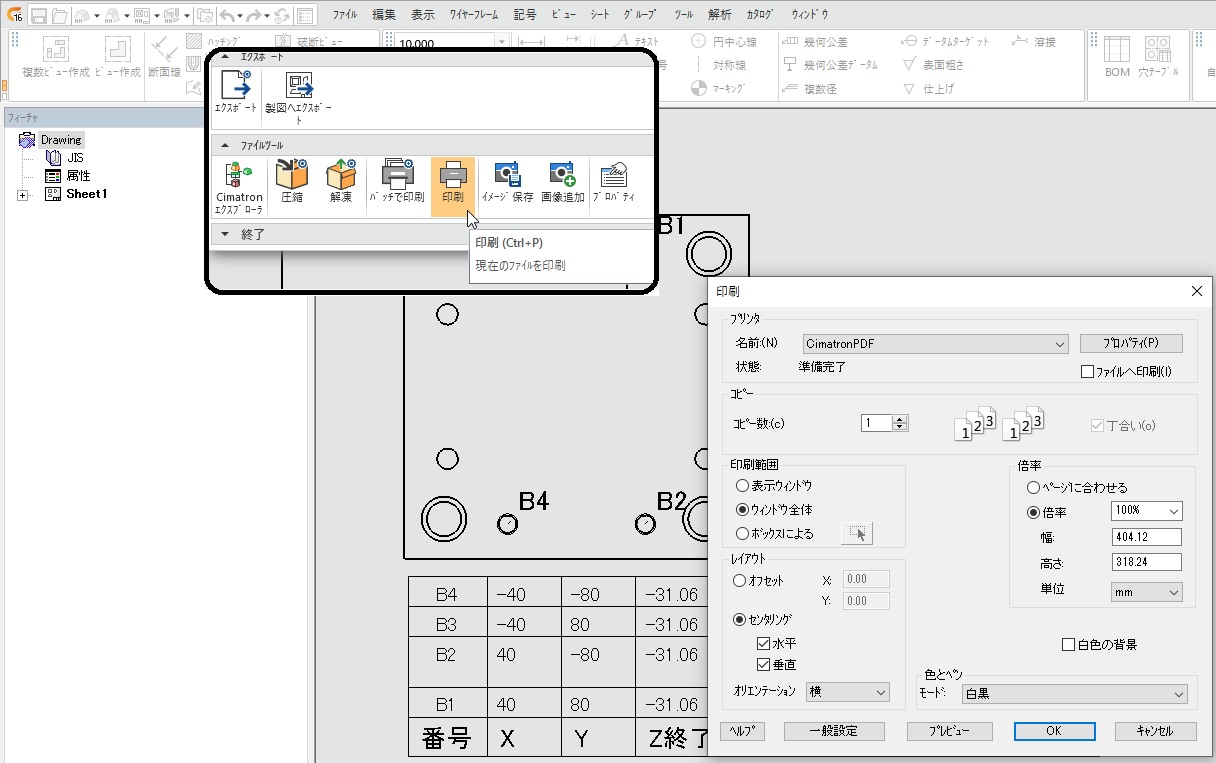 ﾌｧｲﾙ 編集 表示 ﾜｲﾔｰﾌﾚｰﾑ 記号 ﾋﾞｭｰ ｼｰﾄ ｸﾞﾙｰﾌﾟ ﾂｰﾙ 解析 ｶﾀﾛｸﾞ ｳｨﾝﾄﾞｳ
ﾊｯﾁﾝｸﾞ 破断ﾋﾞｭｰ 10.000 ﾃｷｽﾄ 円中心線 幾何公差 ﾃﾞｰﾀﾑﾀｰｹﾞｯﾄ 溶接
複数ﾋﾞｭｰ作成 ﾋﾞｭｰ作成 断面線 号 対称線 幾何公差ﾃﾞｰﾀﾑ 表面粗さ BOM 穴ﾃｰﾌﾞﾙ 自
ﾏｰｷﾝｸﾞ 複数径 仕上げ
ﾌｨｰﾁｬ
Drawing
JIS
属性
Sheet1
ｴｸｽﾎﾟｰﾄ
ｴｸｽﾎﾟｰﾄ 製図へｴｸｽﾎﾟｰ
ﾄ
ﾌｧｲﾙﾂｰﾙ
Cimatron 圧縮 解凍 ﾊﾞｯﾁで印刷 印刷 ｲﾒｰｼﾞ保存 画像追加 ﾌﾟﾛﾊﾟﾃｨ
ｴｸｽﾌﾟﾛｰﾗ
終了
印刷 (Ctrl+P)
現在のﾌｧｲﾙを印刷
B1
B4 B2
B4 -40 -80 -31.06
B3 -40 80 -31.06
B2 40 -80 -31.06
B1 40 80 -31.06
番号 X Y Z終了
印刷
ﾌﾟﾘﾝﾀ
名前:(N) CimatronPDF ﾌﾟﾛﾊﾟﾃｨ(P)
状態: 準備完了
ﾌｧｲﾙへ印刷(I)
ｺﾋﾟｰ
ｺﾋﾟｰ数:(c) 1 1 2 3 1 2 3 丁合い(o)
印刷範囲
表示ｳｨﾝﾄﾞｳ
ｳｨﾝﾄﾞｳ全体
ﾎﾞｯｸｽによる
倍率
ﾍﾟｰｼﾞに合わせる
倍率 100%
幅: 404.12
高さ: 318.24
単位 mm
ﾚｲｱｳﾄ
ｵﾌｾｯﾄ X: 0.00
Y: 0.00
ｾﾝﾀﾘﾝｸﾞ
水平
垂直
ｵﾘｴﾝﾃｰｼｮﾝ 横
白色の背景
色とﾍﾟﾝ
ﾓｰﾄﾞ: 白黒
ﾍﾙﾌﾟ 一般設定 ﾌﾟﾚﾋﾞｭｰ OK ｷｬﾝｾﾙ